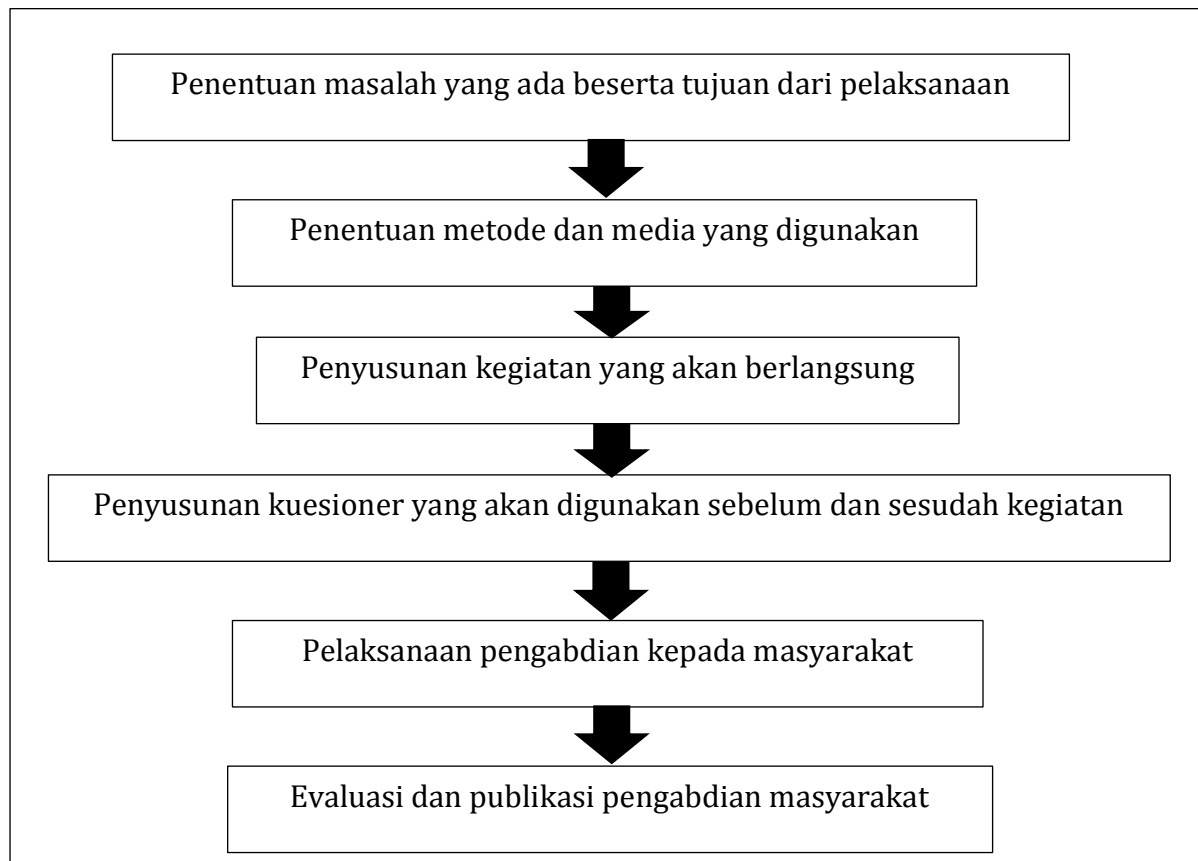 Penentuan masalah yang ada beserta tujuan dari pelaksanaan
Penentuan metode dan media yang digunakan
Penyusunan kegiatan yang akan berlangsung
Penyusunan kuesioner yang akan digunakan sebelum dan sesudah kegiatan
Pelaksanaan pengabdian kepada masyarakat
Evaluasi dan publikasi pengabdian masyarakat